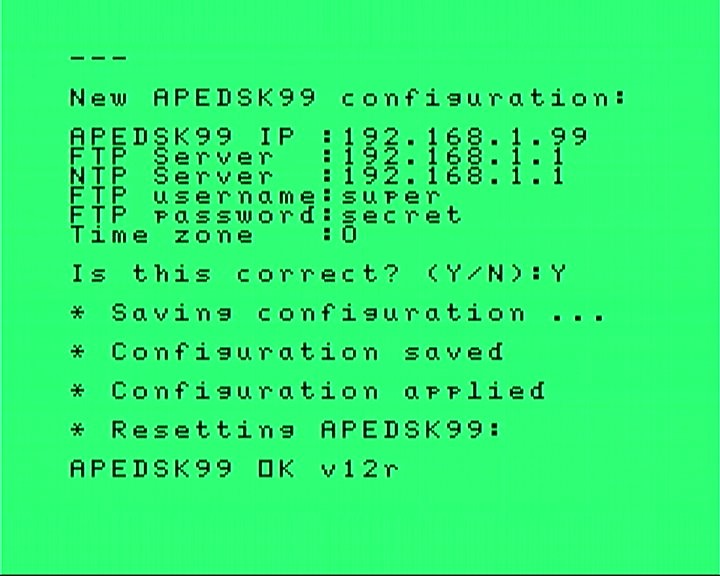 ---
New APEDSK99 configuration:
APEDSK99 IP :192.168.1.99
FTP Server  :192.168.1.1
NTP Server  :192.168.1.1
FTP username:super
FTP password:secret
Time zone   :0
Is this correct? (Y/N):Y
* Saving configuration ...
* Configuration saved
* Configuration applied
* Resetting APEDSK99:
APEDSK99 OK v12r